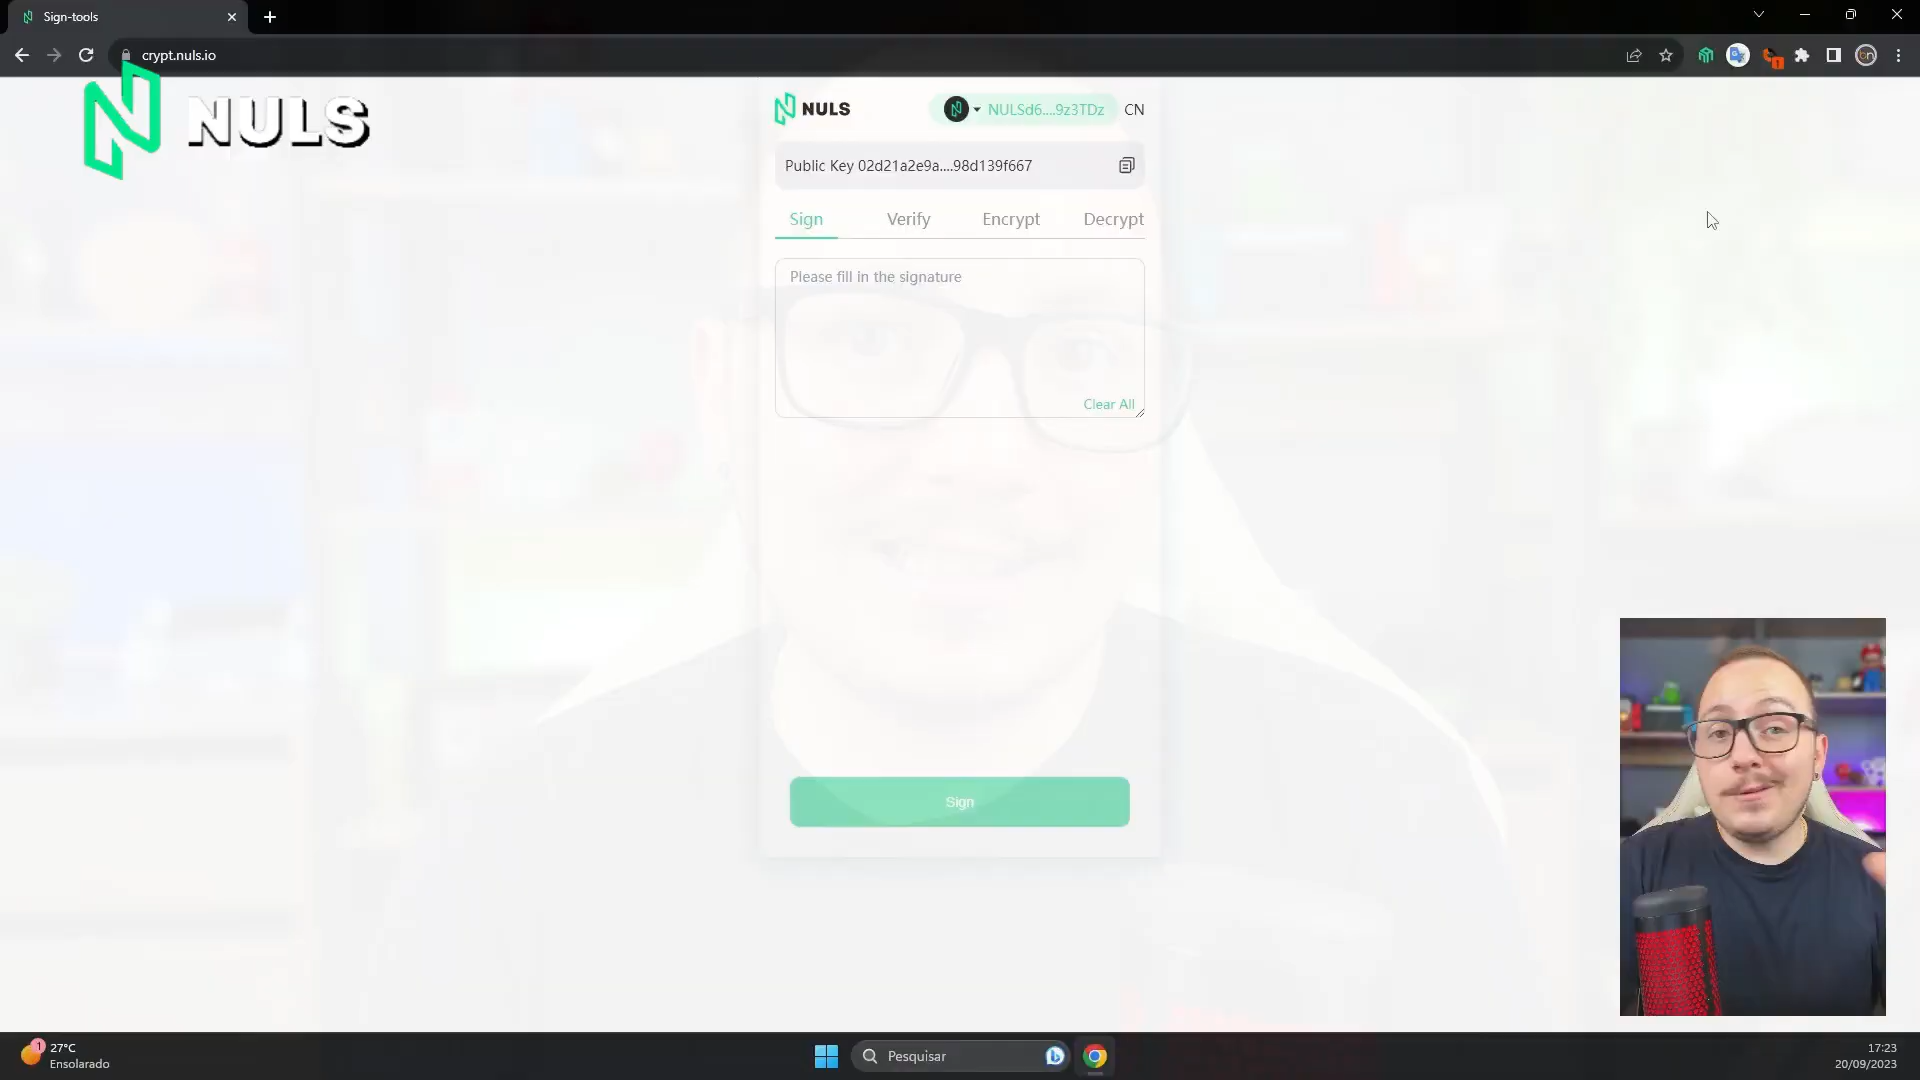 Sign-tools
crypt.nuls.io
NULS
NULS
NULSd6....9z3TDz
CN
Public Key 02d21a2e9a....98d139f667
Sign
Verify
Encrypt
Decrypt
Please fill in the signature
Clear All
Sign
1
27°C
Ensolarado
Pesquisar
17:23
20/09/2023